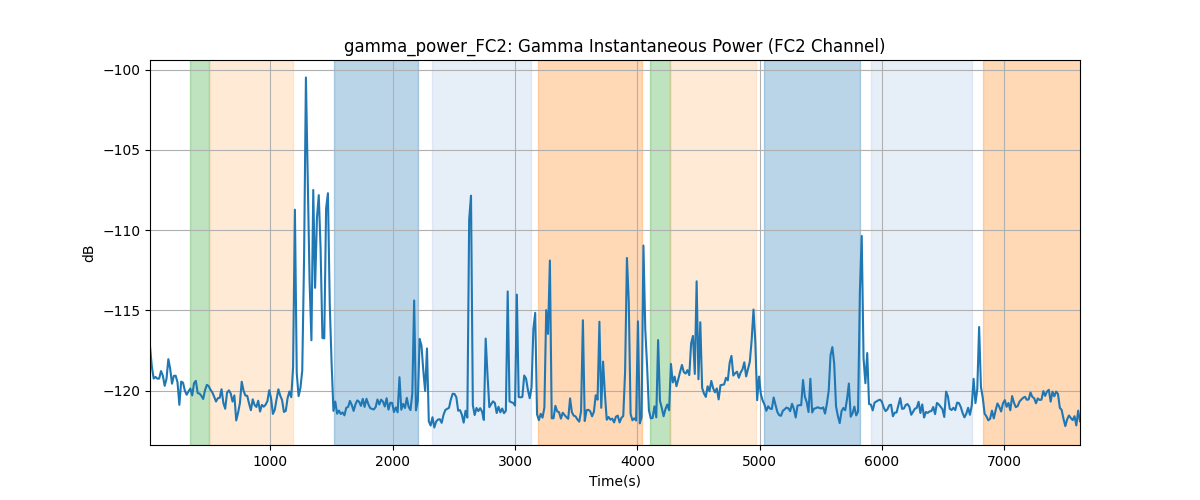 gamma_power_FC2: Gamma Instantaneous Power (FC2 Channel)
−100
−105
−110
−115
−120
dB
1000 2000 3000 4000 5000 6000 7000
Time(s)